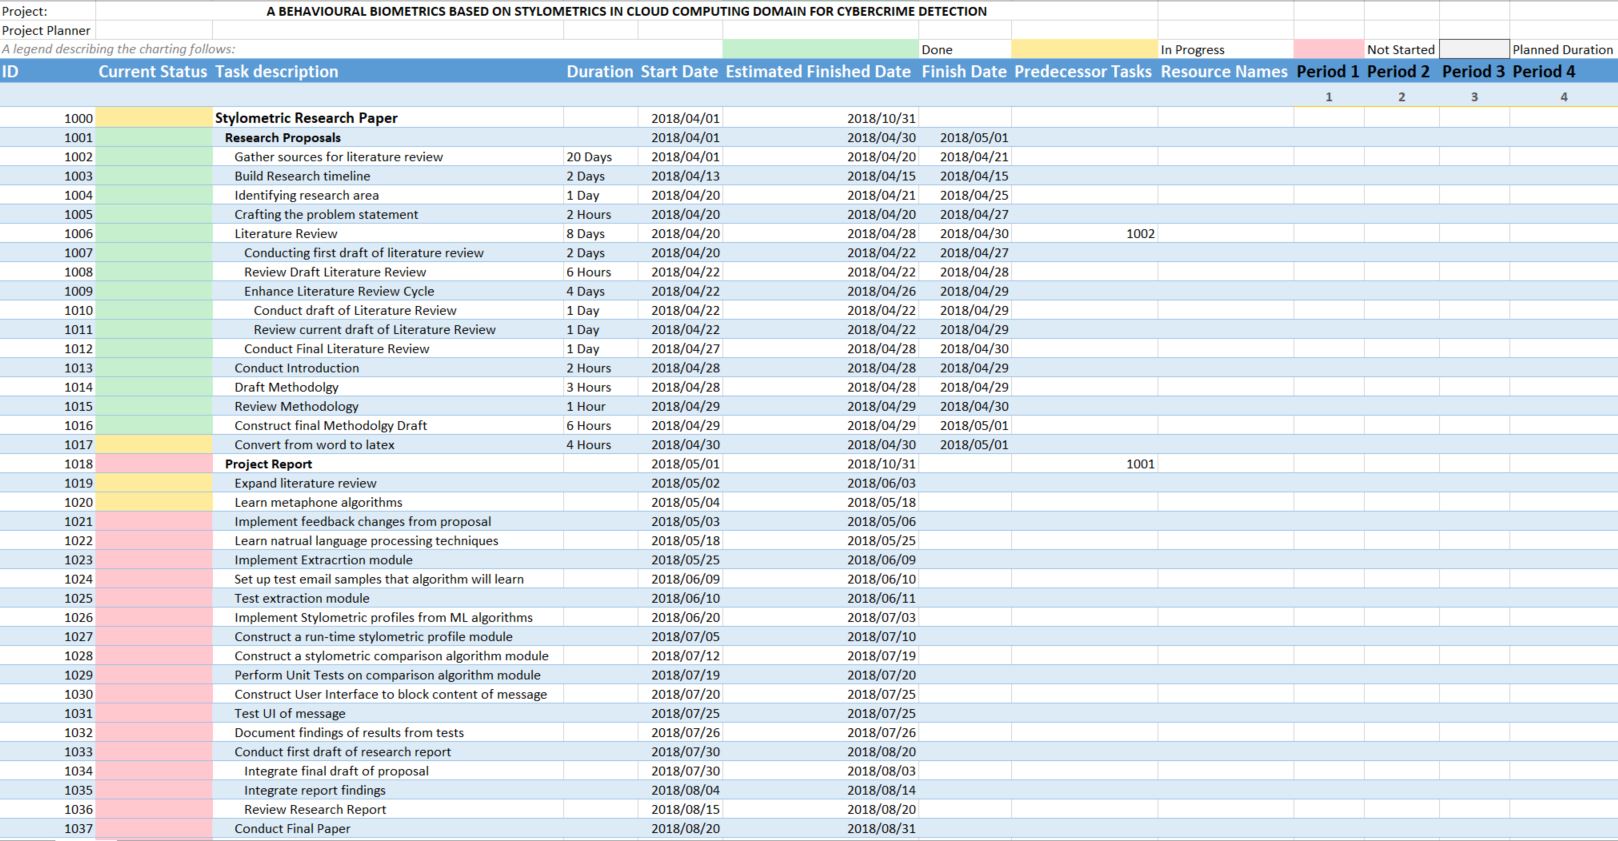 Project: A BEHAVIOURAL BIOMETRICS BASED ON STYLOMETRICS IN CLOUD COMPUTING DOMAIN FOR CYBERCRIME DETECTION
Project Planner
A legend describing the charting follows: Done In Progress Not Started Planned Duration
ID Current Status Task description Duration Start Date Estimated Finished Date Finish Date Predecessor Tasks Resource Names Period 1 Period 2 Period 3 Period 4
1 2 3 4
1000 Stylometric Research Paper 2018/04/01 2018/10/31
1001 Research Proposals 2018/04/01 2018/04/30 2018/05/01
1002 Gather sources for literature review 20 Days 2018/04/01 2018/04/20 2018/04/21
1003 Build Research timeline 2 Days 2018/04/13 2018/04/15 2018/04/15
1004 Identifying research area 1 Day 2018/04/20 2018/04/21 2018/04/25
1005 Crafting the problem statement 2 Hours 2018/04/20 2018/04/20 2018/04/27
1006 Literature Review 8 Days 2018/04/20 2018/04/28 2018/04/30 1002
1007 Conducting first draft of literature review 2 Days 2018/04/20 2018/04/22 2018/04/27
1008 Review Draft Literature Review 6 Hours 2018/04/22 2018/04/22 2018/04/28
1009 Enhance Literature Review Cycle 4 Days 2018/04/22 2018/04/26 2018/04/29
1010 Conduct draft of Literature Review 1 Day 2018/04/22 2018/04/22 2018/04/29
1011 Review current draft of Literature Review 1 Day 2018/04/22 2018/04/22 2018/04/29
1012 Conduct Final Literature Review 1 Day 2018/04/27 2018/04/28 2018/04/30
1013 Conduct Introduction 2 Hours 2018/04/28 2018/04/28 2018/04/29
1014 Draft Methodolgy 3 Hours 2018/04/28 2018/04/28 2018/04/29
1015 Review Methodology 1 Hour 2018/04/29 2018/04/29 2018/04/30
1016 Construct final Methodolgy Draft 6 Hours 2018/04/29 2018/04/29 2018/05/01
1017 Convert from word to latex 4 Hours 2018/04/30 2018/04/30 2018/05/01
1018 Project Report 2018/05/01 2018/10/31 1001
1019 Expand literature review 2018/05/02 2018/06/03
1020 Learn metaphone algorithms 2018/05/04 2018/05/18
1021 Implement feedback changes from proposal 2018/05/03 2018/05/06
1022 Learn natrual language processing techniques 2018/05/18 2018/05/25
1023 Implement Extracrtion module 2018/05/25 2018/06/09
1024 Set up test email samples that algorithm will learn 2018/06/09 2018/06/10
1025 Test extraction module 2018/06/10 2018/06/11
1026 Implement Stylometric profiles from ML algorithms 2018/06/20 2018/07/03
1027 Construct a run-time stylometric profile module 2018/07/05 2018/07/10
1028 Construct a stylometric comparison algorithm module 2018/07/12 2018/07/19
1029 Perform Unit Tests on comparison algorithm module 2018/07/19 2018/07/20
1030 Construct User Interface to block content of message 2018/07/20 2018/07/25
1031 Test UI of message 2018/07/25 2018/07/25
1032 Document findings of results from tests 2018/07/26 2018/07/26
1033 Conduct first draft of research report 2018/07/30 2018/08/20
1034 Integrate final draft of proposal 2018/07/30 2018/08/03
1035 Integrate report findings 2018/08/04 2018/08/14
1036 Review Research Report 2018/08/15 2018/08/20
1037 Conduct Final Paper 2018/08/20 2018/08/31